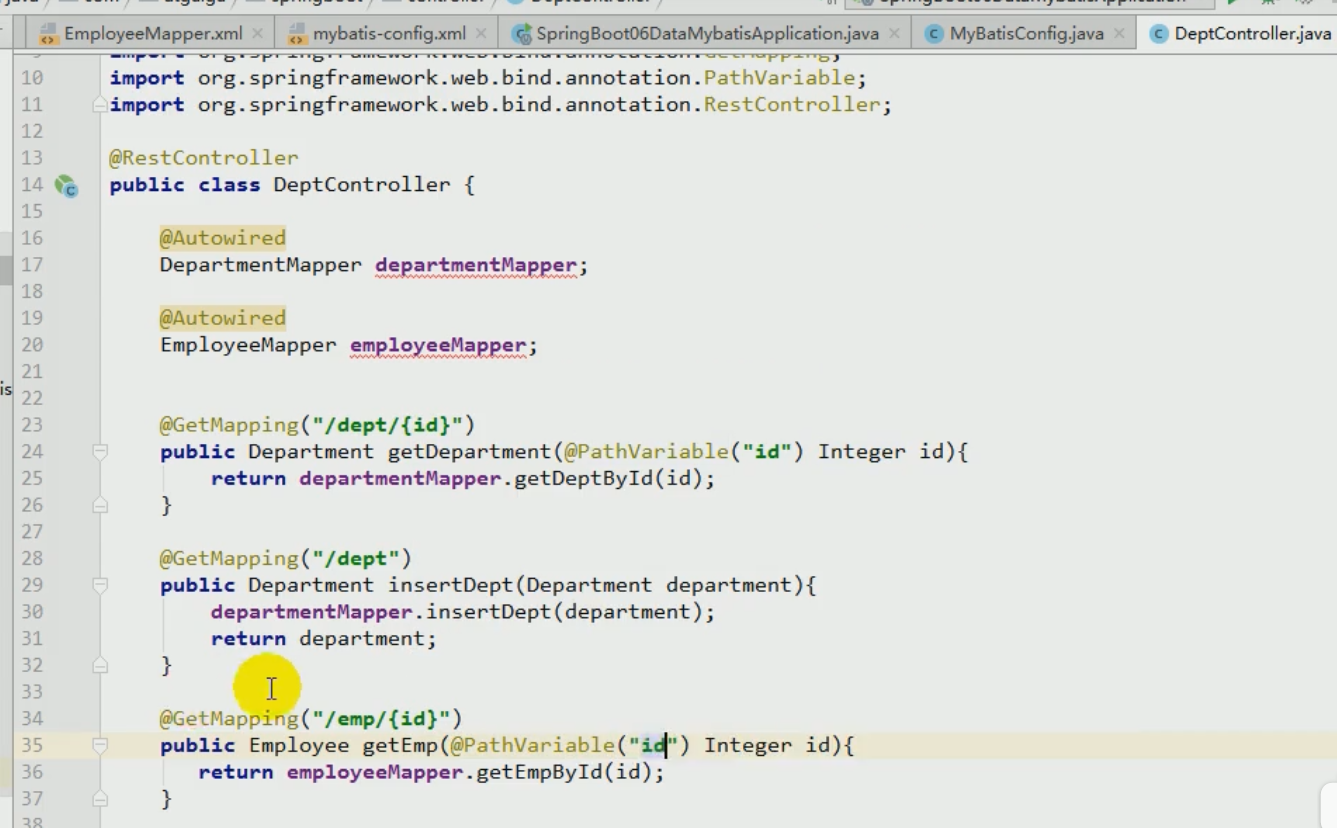 EmployeeMapper.xml mybatis-config.xml SpringBoot06DataMybatisApplication.java MyBatisConfig.java DeptController.java
10 import org.springframework.web.bind.annotation.PathVariable;
11 import org.springframework.web.bind.annotation.RestController;
12
13 @RestController
14 public class DeptController {
15
16 @Autowired
17 DepartmentMapper departmentMapper;
18
19 @Autowired
20 EmployeeMapper employeeMapper;
21
22
23 @GetMapping("/dept/{id}")
24 public Department getDepartment(@PathVariable("id") Integer id){
25 return departmentMapper.getDeptById(id);
26 }
27
28 @GetMapping("/dept")
29 public Department insertDept(Department department){
30 departmentMapper.insertDept(department);
31 return department;
32 }
33
34 @GetMapping("/emp/{id}")
35 public Employee getEmp(@PathVariable("id") Integer id){
36 return employeeMapper.getEmpById(id);
37 }
38